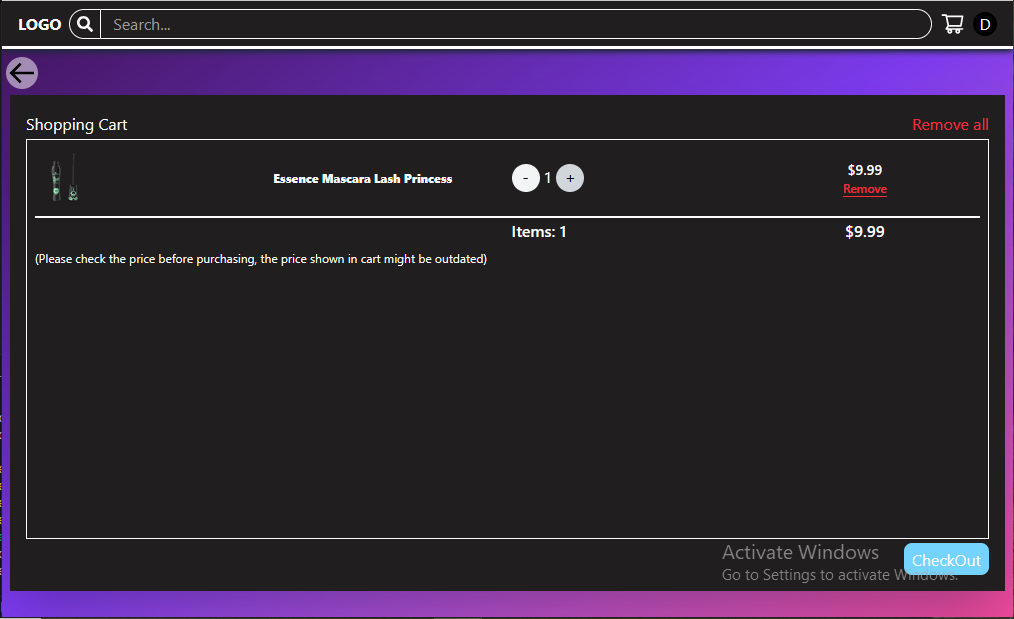 LOGO Search... D
Shopping Cart Remove all
Essence Mascara Lash Princess - 1 + $9.99
Remove
Items: 1 $9.99
(Please check the price before purchasing, the price shown in cart might be outdated)
Activate Windows
Go to Settings to activate Windows.
CheckOut